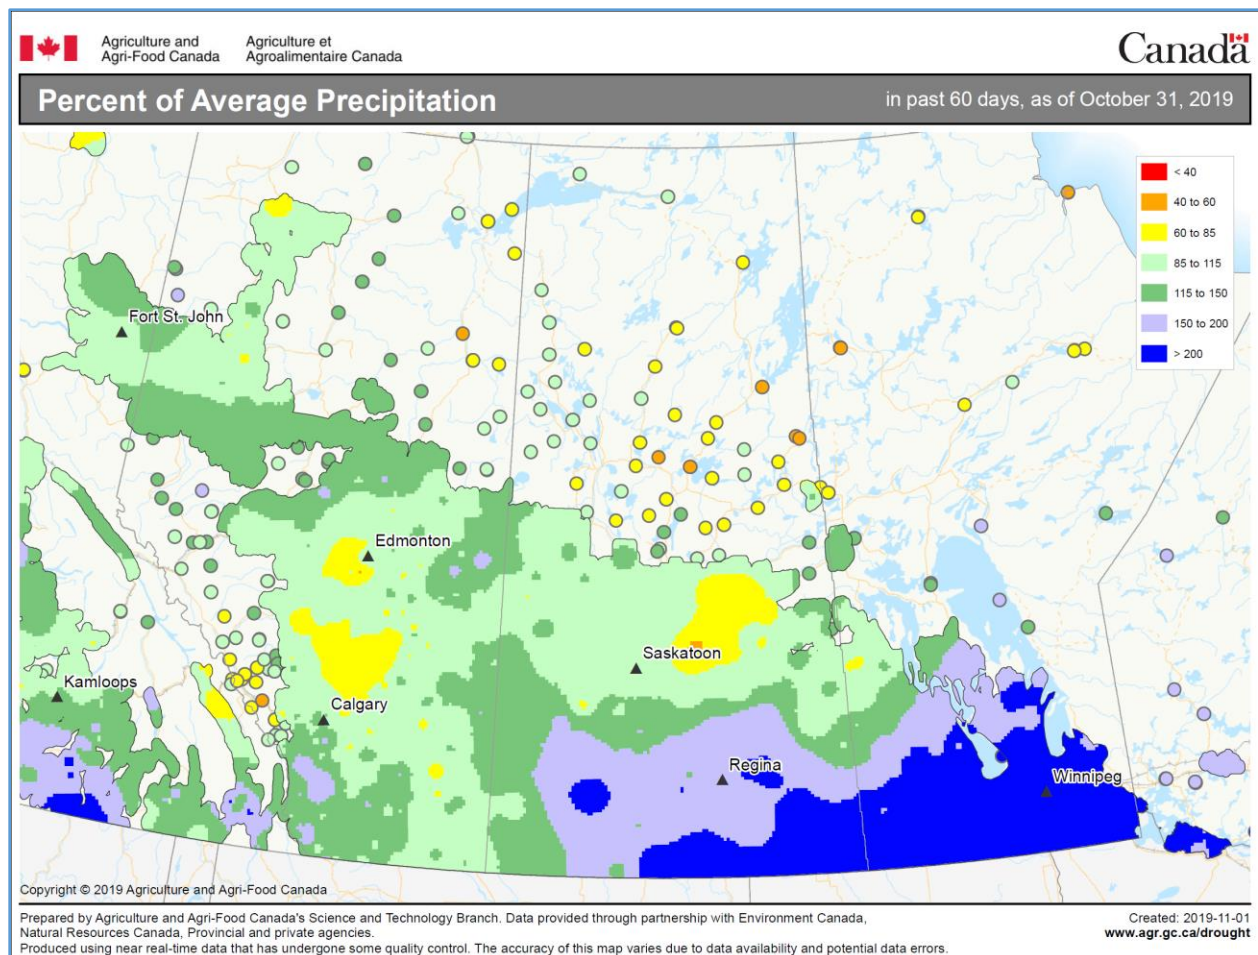 Agriculture and Agriculture et
Agri-Food Canada Agroalimentaire Canada
Canada
Percent of Average Precipitation
in past 60 days, as of October 31, 2019
< 40
40 to 60
60 to 85
85 to 115
115 to 150
150 to 200
> 200
Fort St. John
Edmonton
Saskatoon
Kamloops
Calgary
Regina
Winnipeg
Copyright © 2019 Agriculture and Agri-Food Canada
Prepared by Agriculture and Agri-Food Canada's Science and Technology Branch. Data provided through partnership with Environment Canada,
Natural Resources Canada, Provincial and private agencies.
Produced using near real-time data that has undergone some quality control. The accuracy of this map varies due to data availability and potential data errors.
Created: 2019-11-01
www.agr.gc.ca/drought